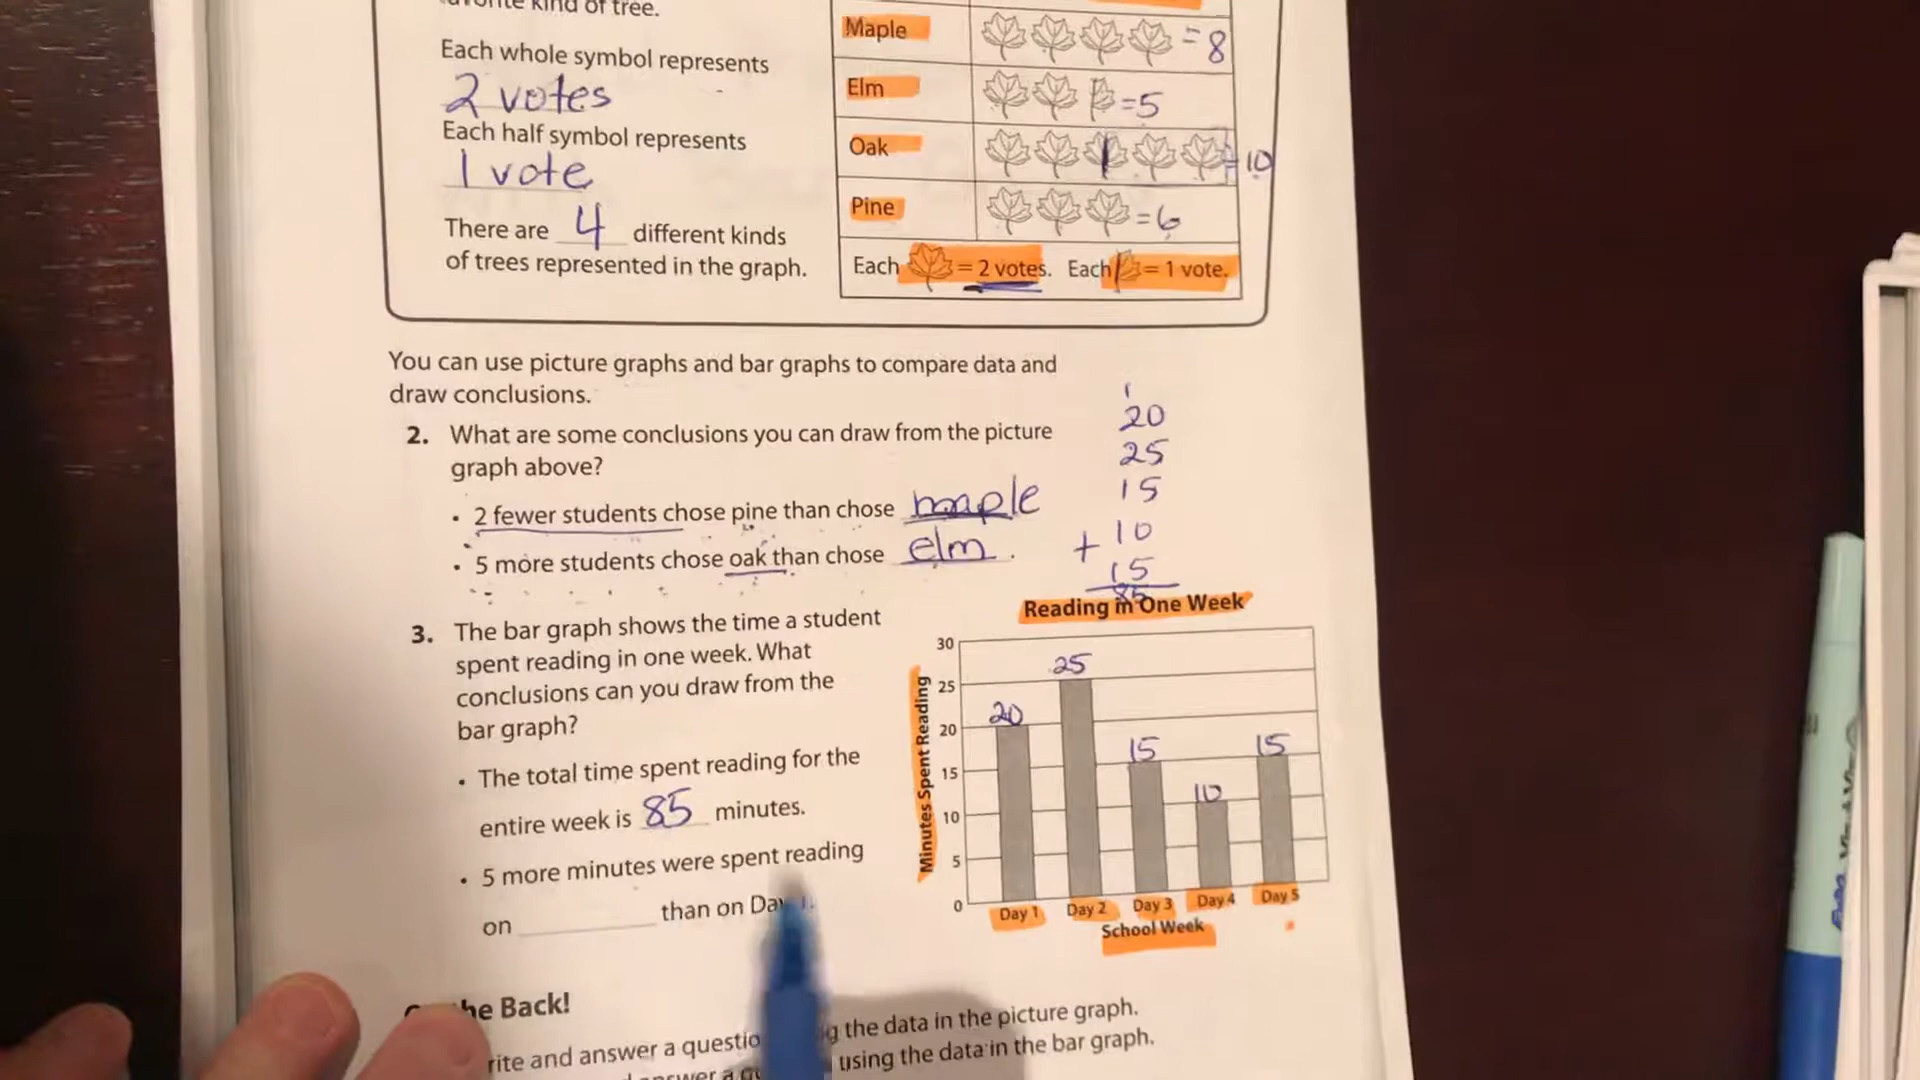 kind of tree.
Each whole symbol represents
2 votes
Each half symbol represents
1 vote
There are 4 different kinds
of trees represented in the graph.
Maple = 8
Elm = 5
Oak = 10
Pine = 6
Each = 2 votes. Each = 1 vote.
You can use picture graphs and bar graphs to compare data and
draw conclusions.
2. What are some conclusions you can draw from the picture
graph above?
• 2 fewer students chose pine than chose maple
• 5 more students chose oak than chose elm.
1
20
25
15
+ 10
15
85
3. The bar graph shows the time a student
spent reading in one week. What
conclusions can you draw from the
bar graph?
• The total time spent reading for the
entire week is 85 minutes.
• 5 more minutes were spent reading
on than on
Reading in One Week
Minutes Spent Reading
30
25
20
15
10
5
0
20
25
15
10
15
Day 1 Day 2 Day 3 Day 4 Day 5
School Week
Back!
and answer a the data in the picture graph.
using the data in the bar graph.